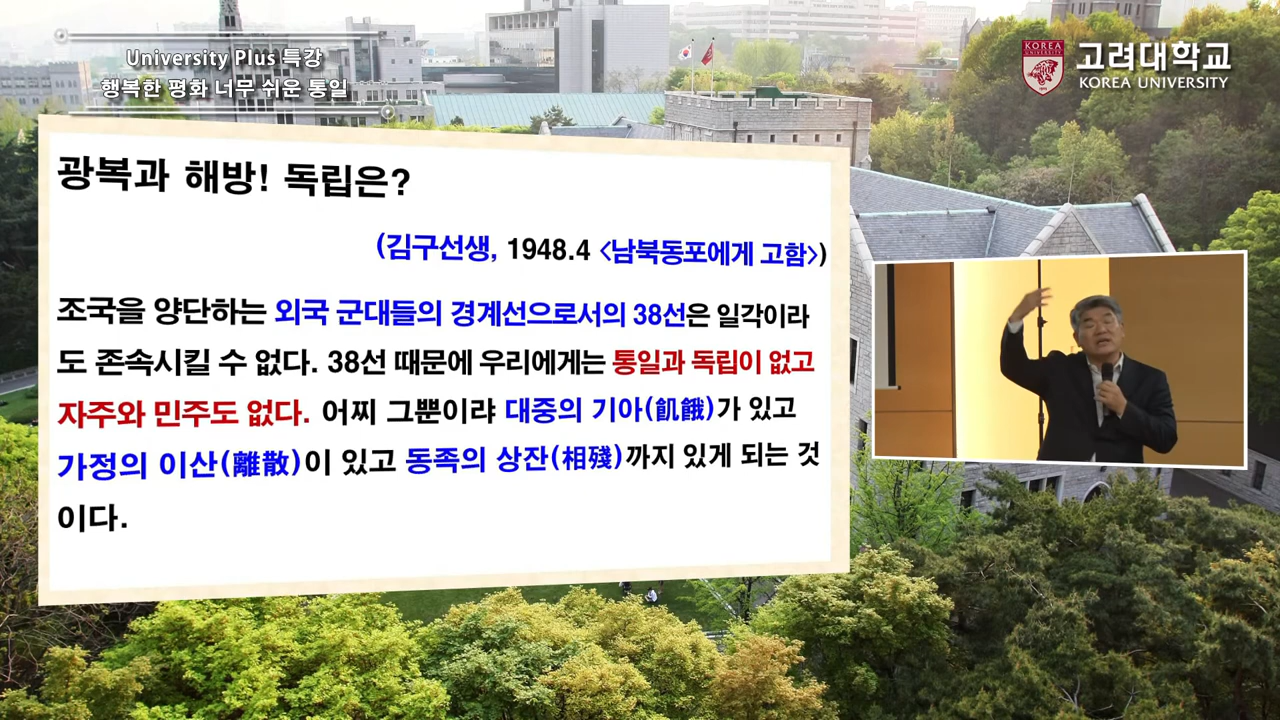 University Plus 특강
행복한 평화 너무 쉬운 통일
KOREA
UNIVERSITY
고려대학교
KOREA UNIVERSITY
광복과 해방! 독립은?
(김구선생, 1948.4 <남북동포에게 고함>)
조국을 양단하는 외국 군대들의 경계선으로서의 38선은 일각이라
도 존속시킬 수 없다. 38선 때문에 우리에게는 통일과 독립이 없고
자주와 민주도 없다. 어찌 그뿐이랴 대중의 기아(飢餓)가 있고
가정의 이산(離散)이 있고 동족의 상잔(相殘)까지 있게 되는 것
이다.